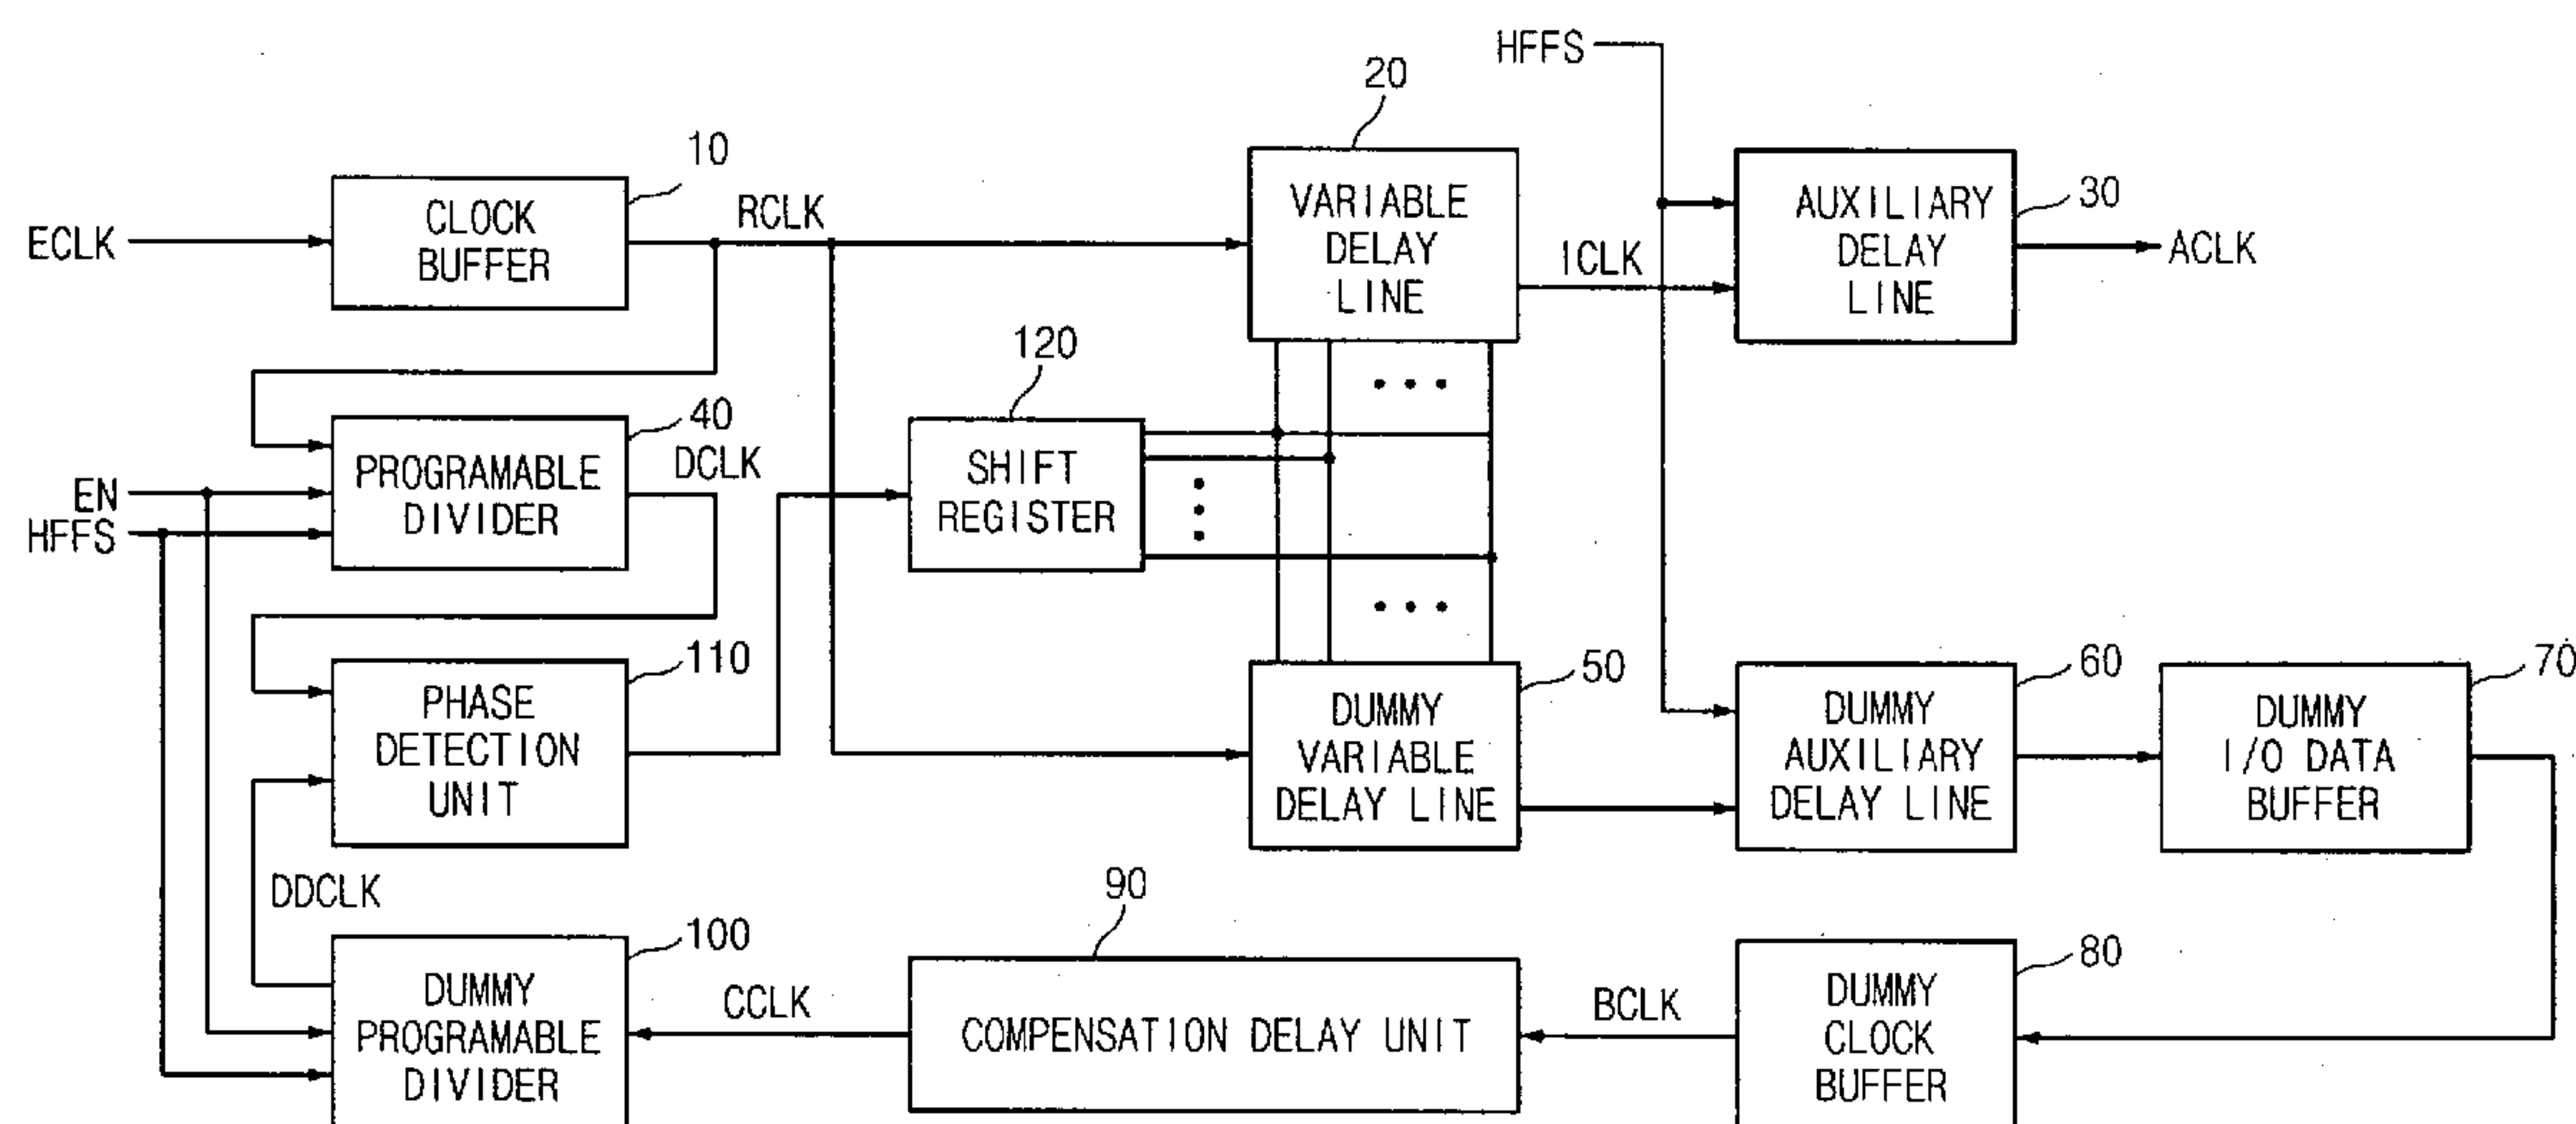 HFFS
20
10
CLOCK
BUFFER
ECLK
RCLK
VARIABLE
DELAY
LINE
ICLK
AUXILIARY
DELAY
LINE
30
ACLK
120
40
PROGRAMABLE
DIVIDER
DCLK
EN
HFFS
SHIFT
REGISTER
110
PHASE
DETECTION
UNIT
50
DUMMY
VARIABLE
DELAY LINE
60
DUMMY
AUXILIARY
DELAY LINE
70
DUMMY
I/O DATA
BUFFER
DDCLK
100
DUMMY
PROGRAMABLE
DIVIDER
CCLK
90
COMPENSATION DELAY UNIT
BCLK
80
DUMMY
CLOCK
BUFFER